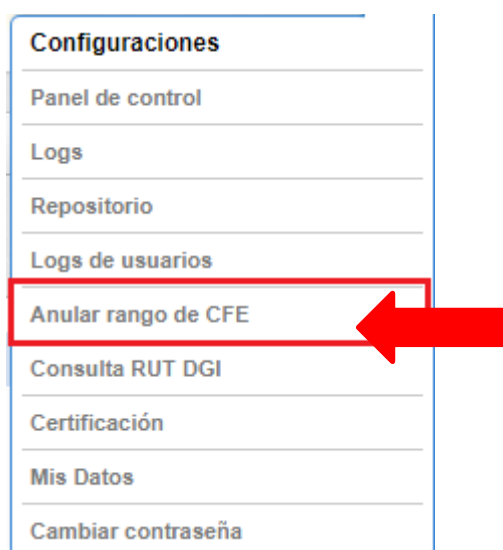 Configuraciones
Panel de control
Logs
Repositorio
Logs de usuarios
Anular rango de CFE
Consulta RUT DGI
Certificación
Mis Datos
Cambiar contraseña